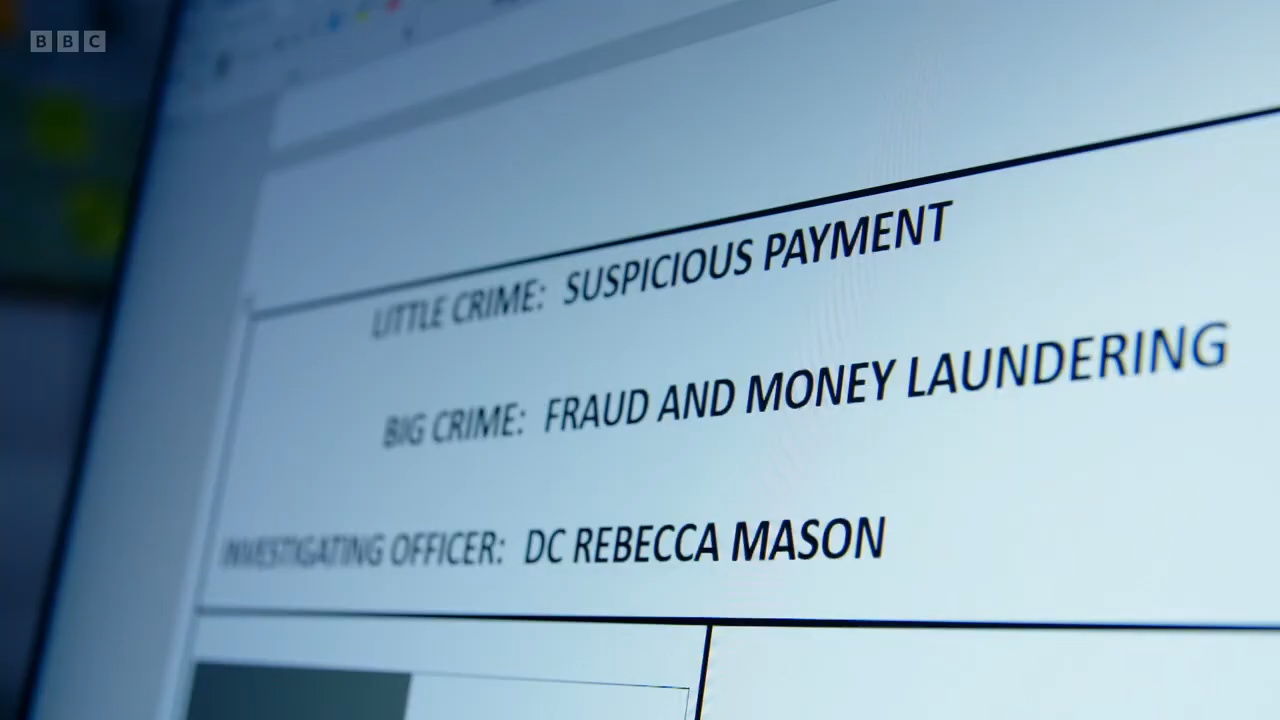 BBC
LITTLE CRIME: SUSPICIOUS PAYMENT
BIG CRIME: FRAUD AND MONEY LAUNDERING
INVESTIGATING OFFICER: DC REBECCA MASON